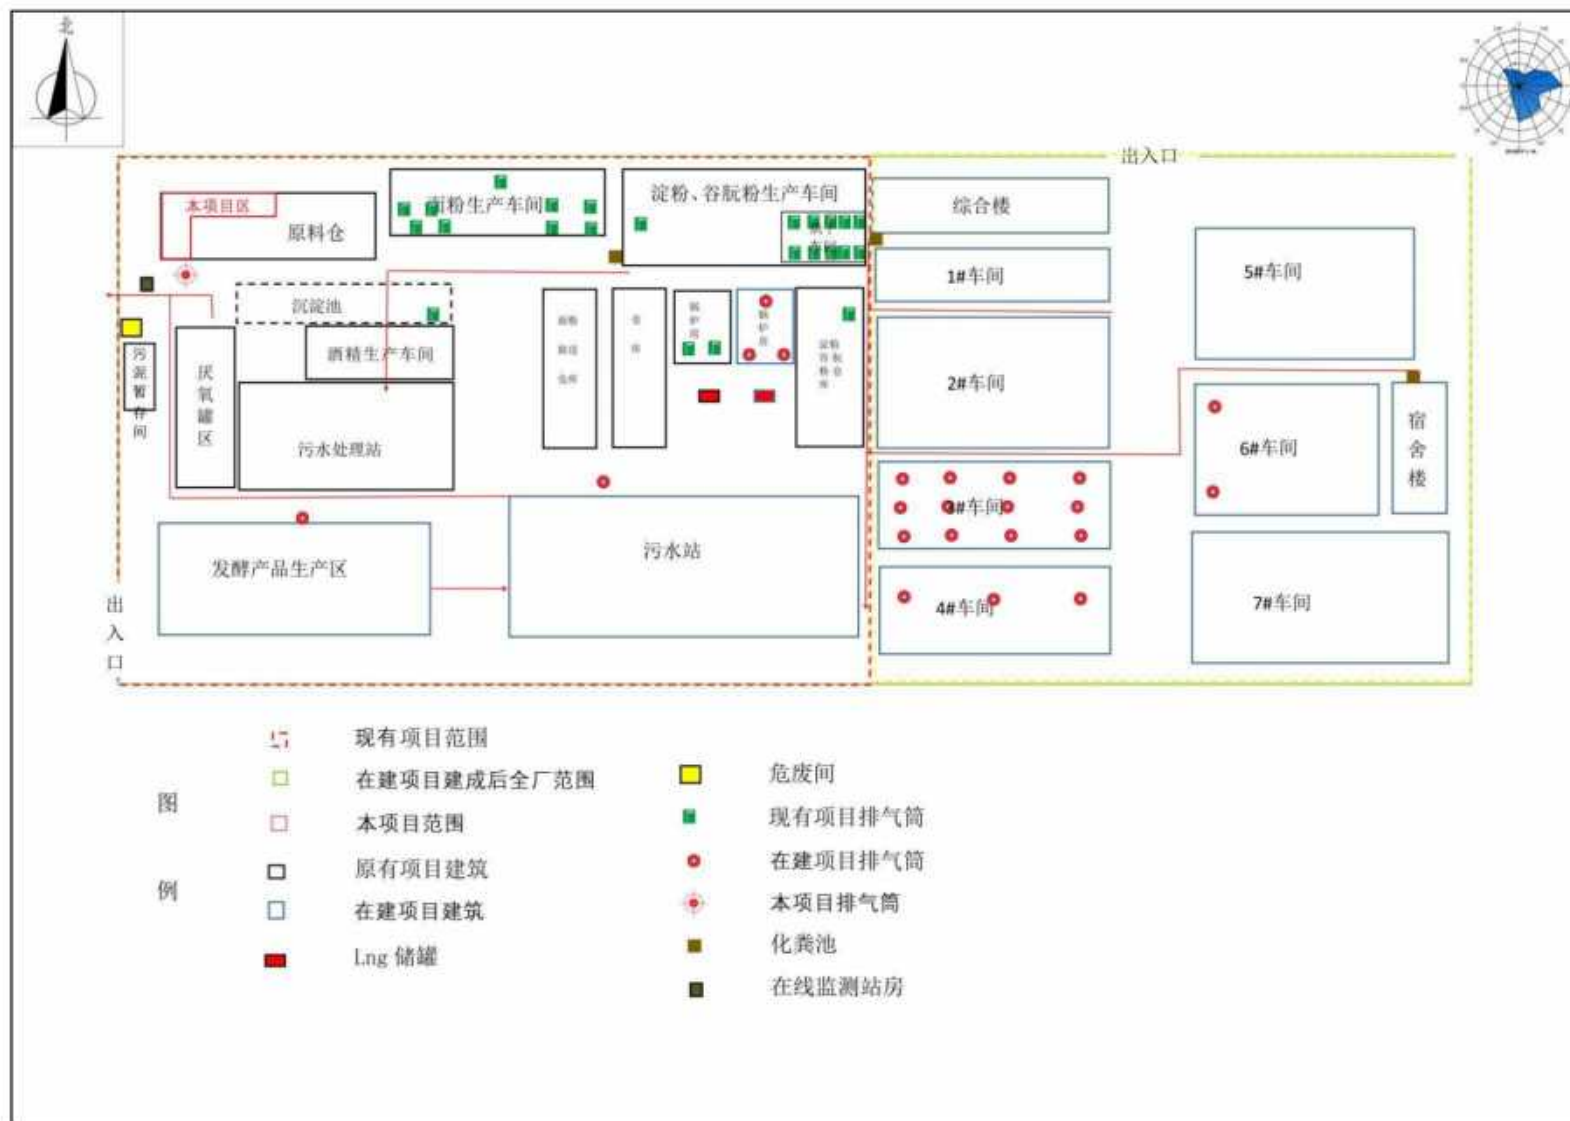 北
出入口
本项目区
原料仓
面粉生产车间
淀粉、谷朊粉生产车间
综合楼
1#车间
5#车间
沉淀池
酒精生产车间
锅炉房
锅炉房
2#车间
污泥暂存间
厌氧罐区
污水处理站
6#车间
宿舍楼
3#车间
污水站
发酵产品生产区
4#车间
7#车间
出入口
图例
现有项目范围
在建项目建成后全厂范围
本项目范围
原有项目建筑
在建项目建筑
Lng 储罐
危废间
现有项目排气筒
在建项目排气筒
本项目排气筒
化粪池
在线监测站房